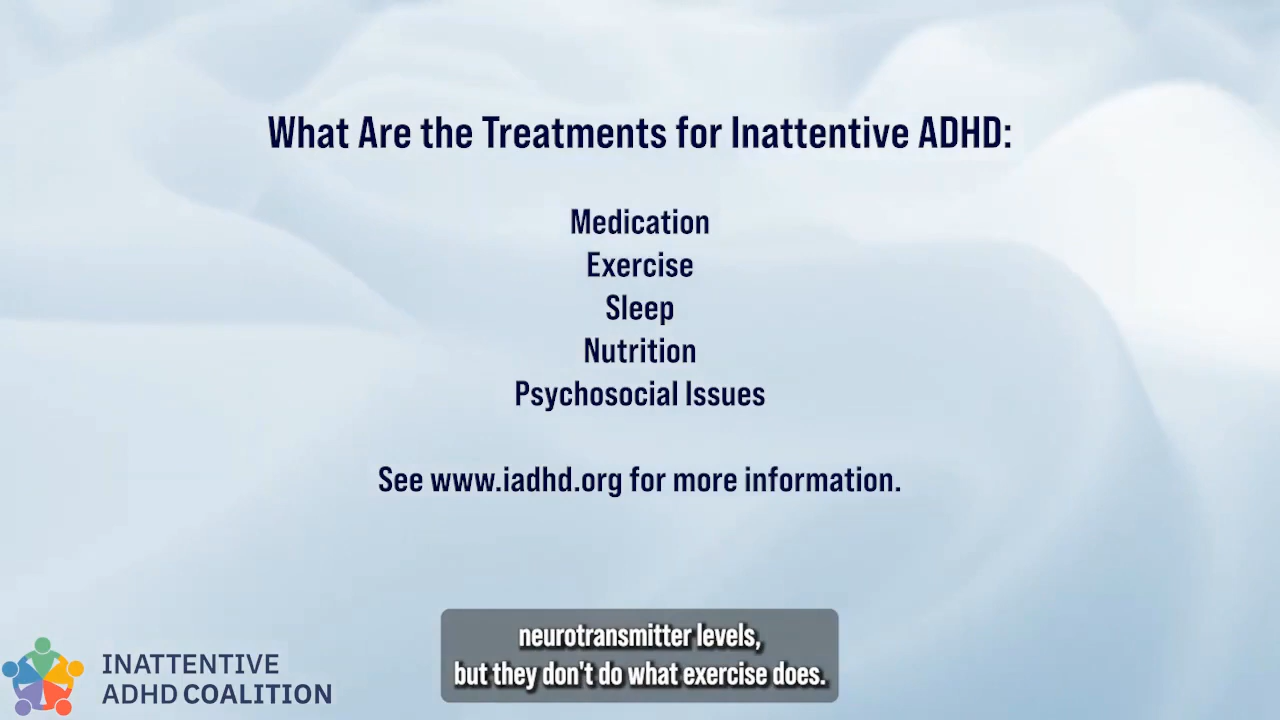 What Are the Treatments for Inattentive ADHD:
Medication
Exercise
Sleep
Nutrition
Psychosocial Issues
See www.iadhd.org for more information.
neurotransmitter levels,
but they don't do what exercise does.
INATTENTIVE
ADHD COALITION